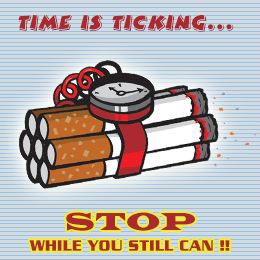 TIME IS TICKING...
STOP
WHILE YOU STILL CAN !!